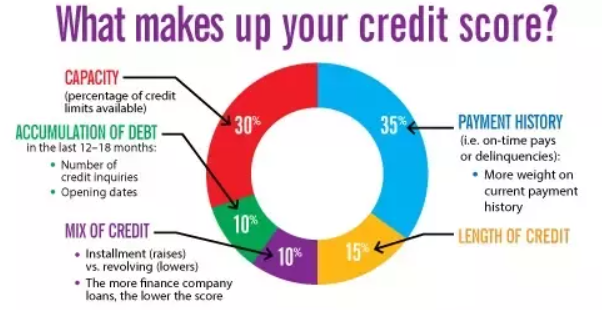 What makes up your credit score?
CAPACITY
(percentage of credit
limits available)
30%
ACCUMULATION OF DEBT
in the last 12–18 months:
• Number of
credit inquiries
• Opening dates
10%
MIX OF CREDIT
• Installment (raises)
vs. revolving (lowers)
• The more finance company
loans, the lower the score
10%
35%
PAYMENT HISTORY
(i.e. on-time pays
or delinquencies):
• More weight on
current payment
history
15%
LENGTH OF CREDIT